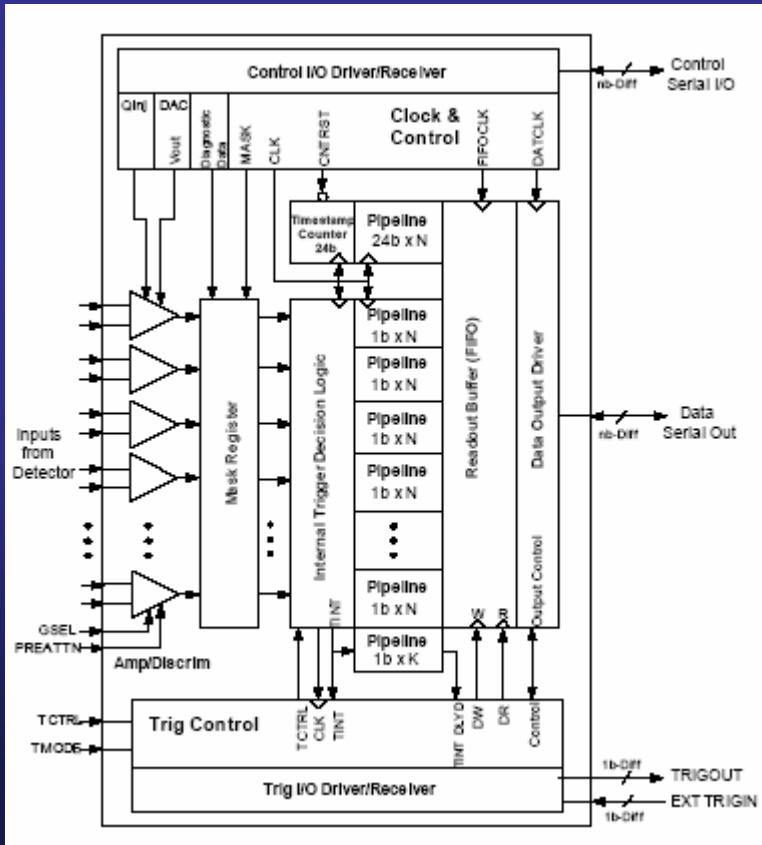 Control I/O Driver/Receiver
Control
Serial I/O
nb-Diff
Qinj
DAC
Vout
Diagnostic
Data
MASK
CLK
CNTRST
Clock &
Control
FIFOCLK
DATCLK
Timestamp
Counter
24b
Pipeline
24b x N
Pipeline
1b x N
Pipeline
1b x N
Pipeline
1b x N
Pipeline
1b x N
Pipeline
1b x N
Pipeline
1b x K
Inputs
from
Detector
Mask Register
Internal Trigger Decision Logic
TINT
Readout Buffer (FIFO)
Data Output Driver
Output Control
Data
Serial Out
nb-Diff
GSEL
PREATTN
Amp/Discrim
TCTRL
TMODE
Trig Control
TCTRL
CLK
TINT
TINT DLYD
DW
DR
Control
Trig I/O Driver/Receiver
1b-Diff
TRIGOUT
EXT TRIGIN
1b-Diff